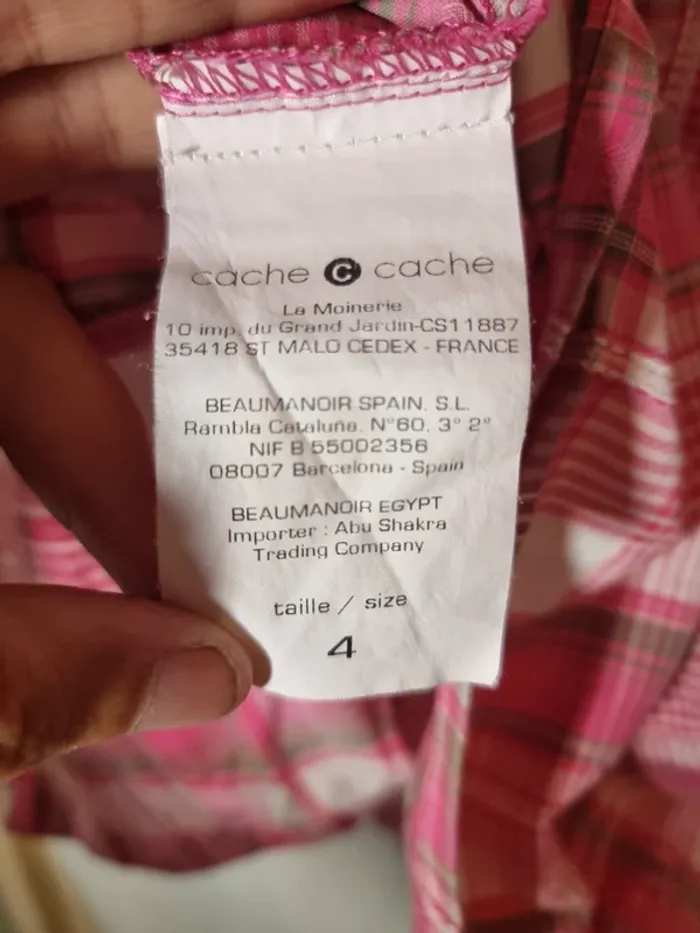 cache C cache
La Moinerie
10 imp. du Grand Jardin-CS11887
35418 ST MALO CEDEX - FRANCE
BEAUMANOIR SPAIN. S.L.
Rambla Cataluña. N°60. 3° 2°
NIF B 55002356
08007 Barcelona - Spain
BEAUMANOIR EGYPT
Importer : Abu Shakra
Trading Company
taille / size
4